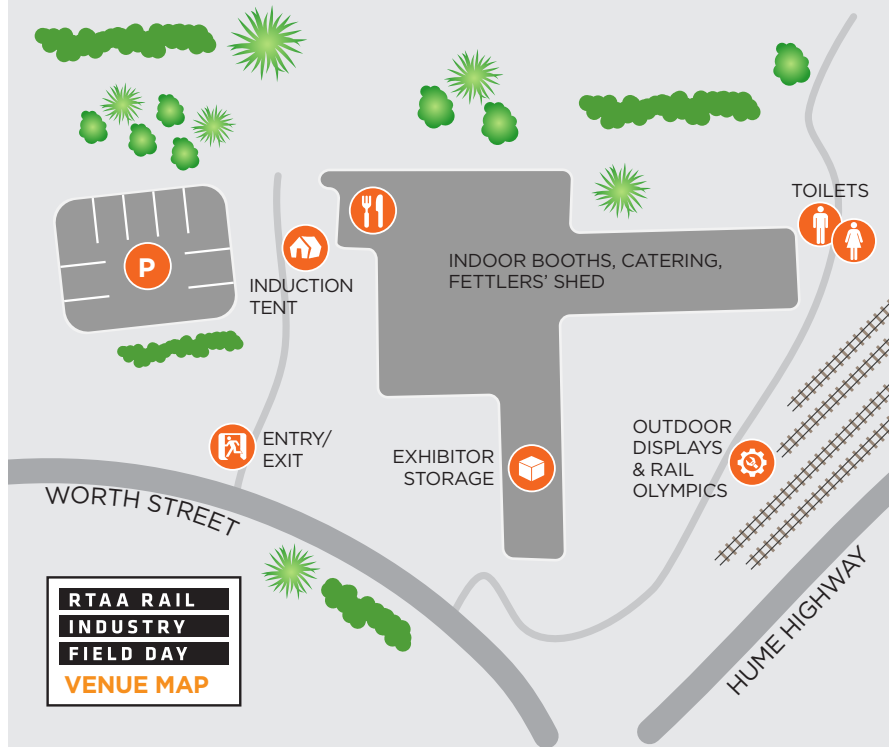 TOILETS
INDOOR BOOTHS, CATERING,
FETTLERS’ SHED
P
INDUCTION
TENT
ENTRY/
EXIT
EXHIBITOR
STORAGE
OUTDOOR
DISPLAYS
& RAIL
OLYMPICS
WORTH STREET
HUME HIGHWAY
RTAA RAIL
INDUSTRY
FIELD DAY
VENUE MAP